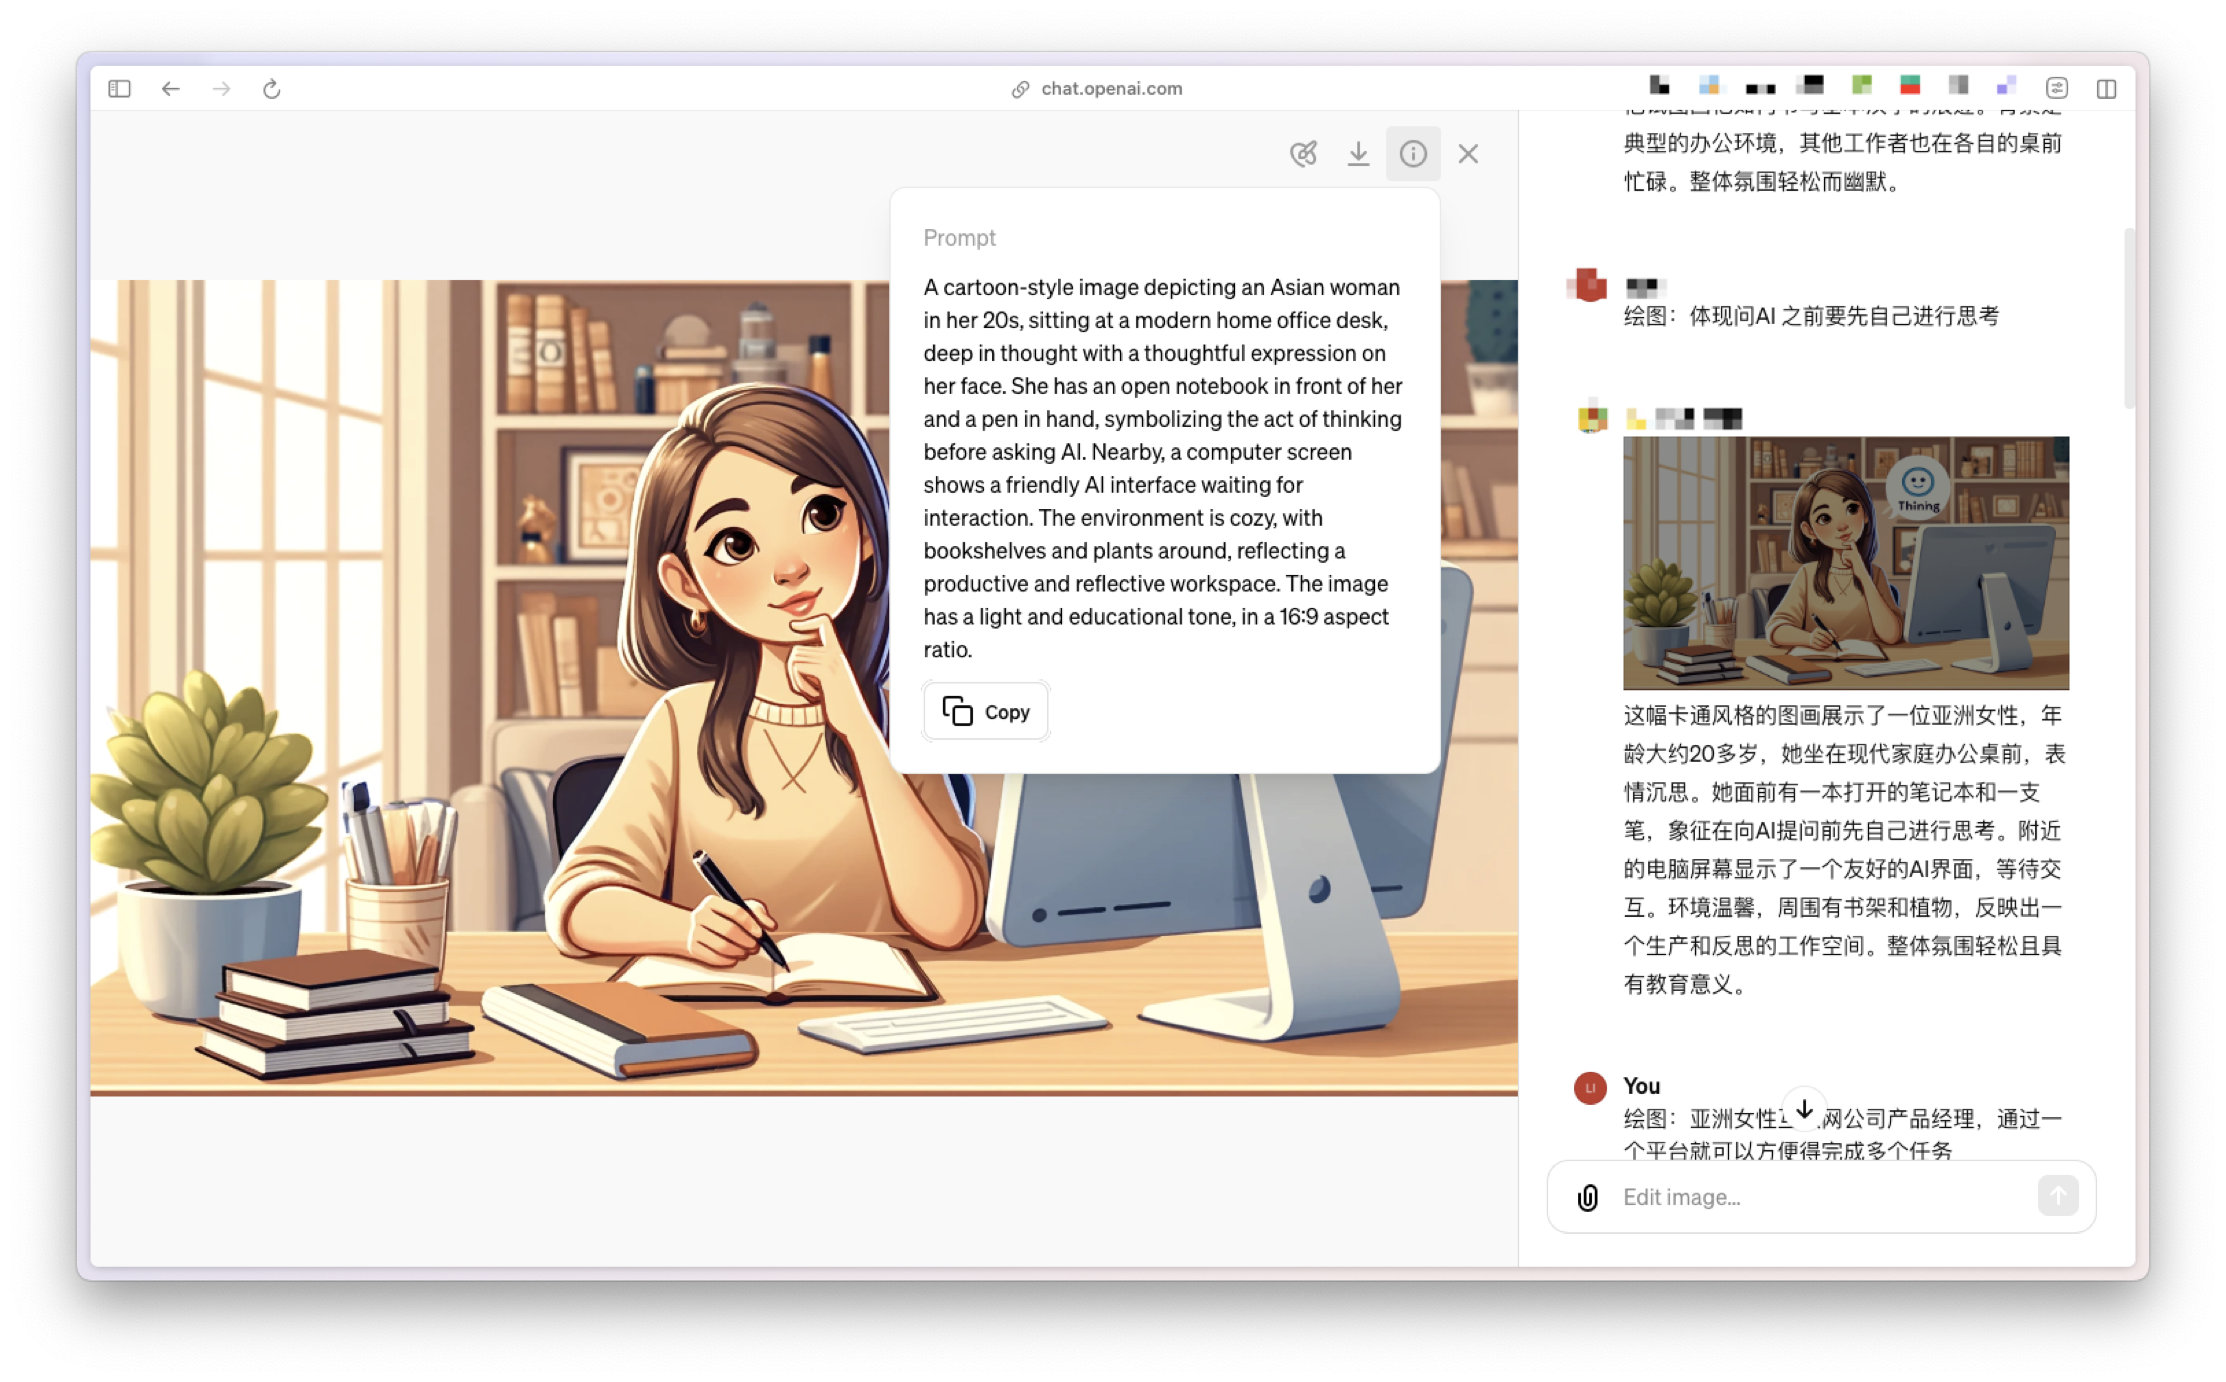 chat.openai.com
Prompt
A cartoon-style image depicting an Asian woman
in her 20s, sitting at a modern home office desk,
deep in thought with a thoughtful expression on
her face. She has an open notebook in front of her
and a pen in hand, symbolizing the act of thinking
before asking AI. Nearby, a computer screen
shows a friendly AI interface waiting for
interaction. The environment is cozy, with
bookshelves and plants around, reflecting a
productive and reflective workspace. The image
has a light and educational tone, in a 16:9 aspect
ratio.
Copy
典型的办公环境，其他工作者也在各自的桌前
忙碌。整体氛围轻松而幽默。
绘图：体现问AI 之前要先自己进行思考
Thining
这幅卡通风格的图画展示了一位亚洲女性，年
龄大约20多岁，她坐在现代家庭办公桌前，表
情沉思。她面前有一本打开的笔记本和一支
笔，象征在向AI提问前先自己进行思考。附近
的电脑屏幕显示了一个友好的AI界面，等待交
互。环境温馨，周围有书架和植物，反映出一
个生产和反思的工作空间。整体氛围轻松且具
有教育意义。
LI
You
绘图：亚洲女性 网公司产品经理，通过一
个平台就可以方便得完成多个任务
Edit image...